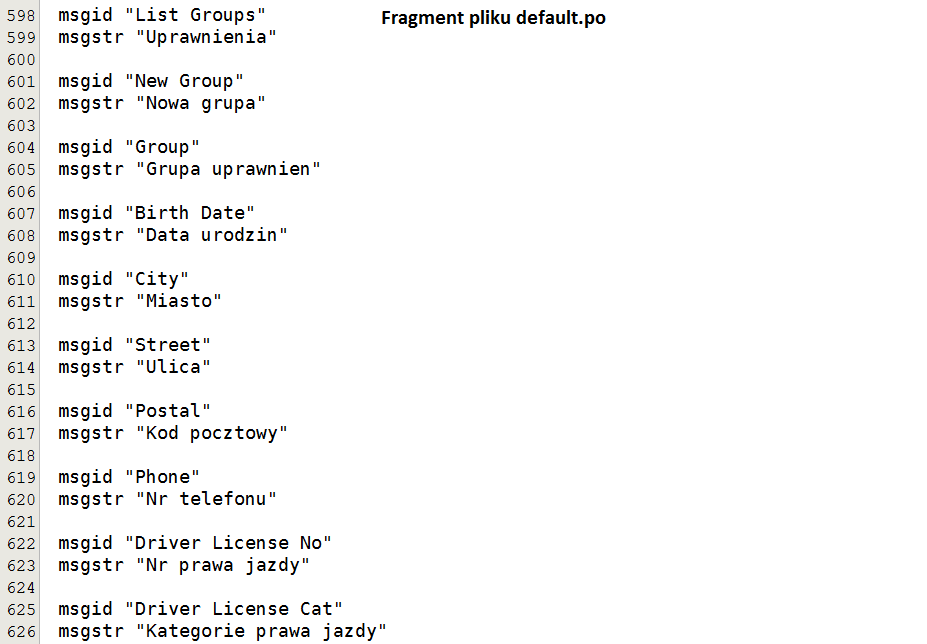 Fragment pliku default.po
598 msgid "List Groups"
599 msgstr "Uprawnienia"
600
601 msgid "New Group"
602 msgstr "Nowa grupa"
603
604 msgid "Group"
605 msgstr "Grupa uprawnien"
606
607 msgid "Birth Date"
608 msgstr "Data urodzin"
609
610 msgid "City"
611 msgstr "Miasto"
612
613 msgid "Street"
614 msgstr "Ulica"
615
616 msgid "Postal"
617 msgstr "Kod pocztowy"
618
619 msgid "Phone"
620 msgstr "Nr telefonu"
621
622 msgid "Driver License No"
623 msgstr "Nr prawa jazdy"
624
625 msgid "Driver License Cat"
626 msgstr "Kategorie prawa jazdy"